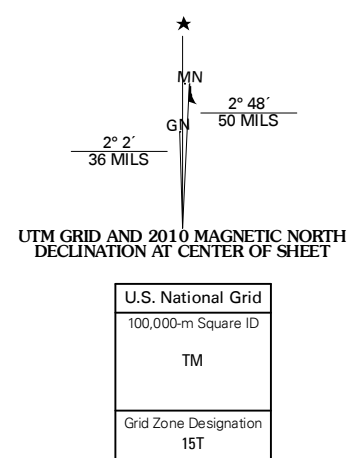 MN
GN
2° 48´
50 MILS
2° 2´
36 MILS
UTM GRID AND 2010 MAGNETIC NORTH
DECLINATION AT CENTER OF SHEET
U.S. National Grid
100,000-m Square ID
TM
Grid Zone Designation
15T